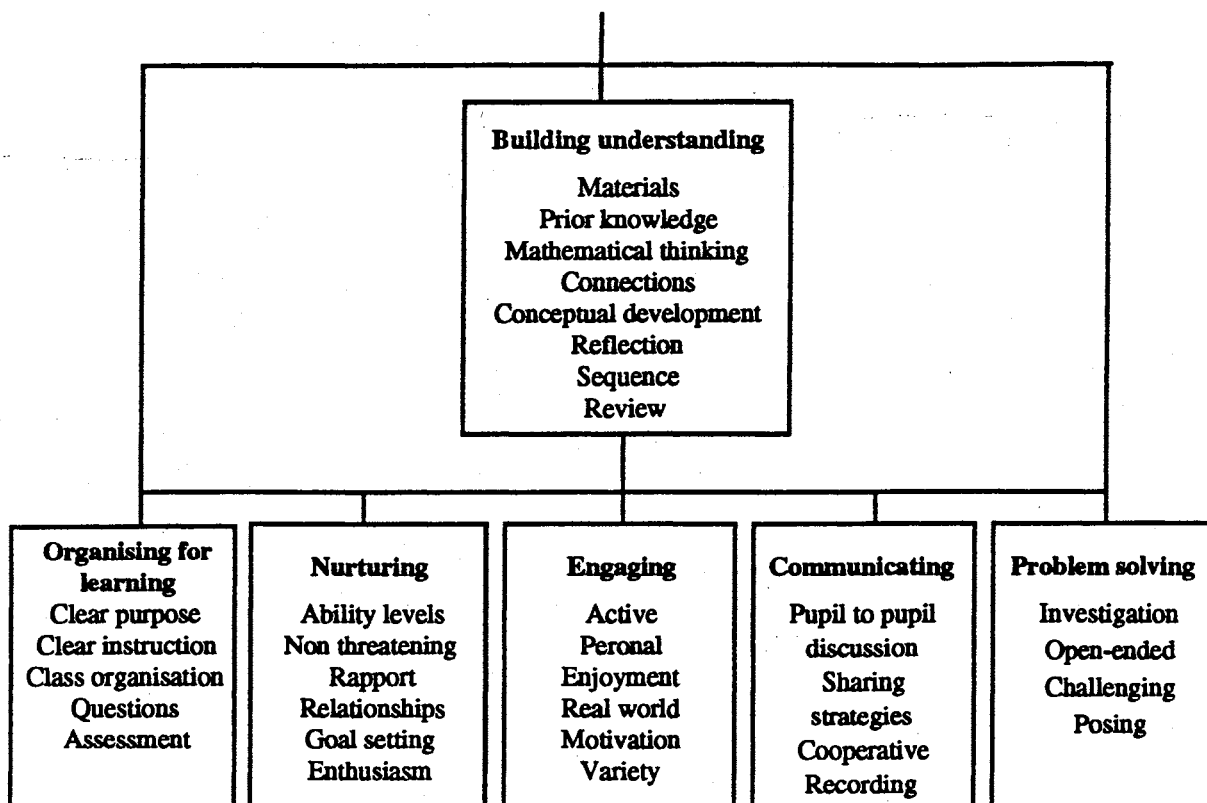 Building understanding
Materials
Prior knowledge
Mathematical thinking
Connections
Conceptual development
Reflection
Sequence
Review
Organising for
learning
Clear purpose
Clear instruction
Class organisation
Questions
Assessment
Nurturing
Ability levels
Non threatening
Rapport
Relationships
Goal setting
Enthusiasm
Engaging
Active
Peronal
Enjoyment
Real world
Motivation
Variety
Communicating
Pupil to pupil
discussion
Sharing
strategies
Cooperative
Recording
Problem solving
Investigation
Open-ended
Challenging
Posing